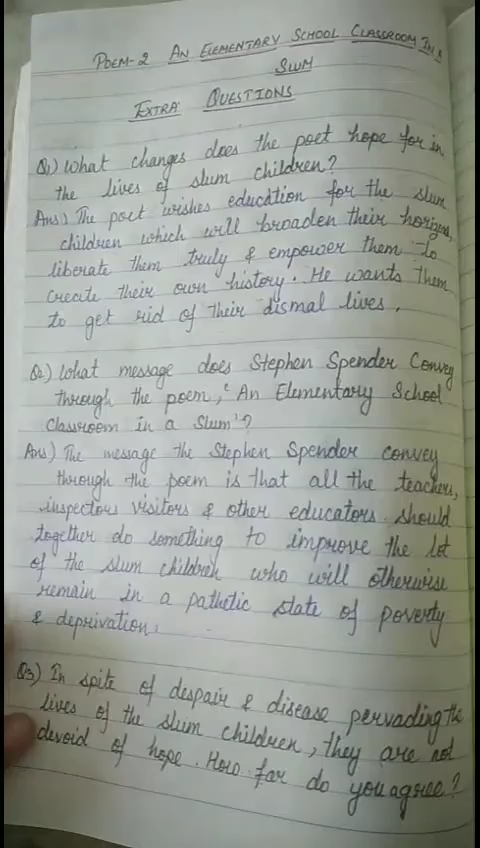 POEM-2 AN ELEMENTARY SCHOOL CLASSROOM IN A
SLUM
EXTRA QUESTIONS
Q1) What changes does the poet hope for in
the lives of slum children?
Ans) The poet wishes education for the slum
children which will broaden their horizons,
liberate them truly & empower them to
create their own history. He wants them
to get rid of their dismal lives.
Q2) What message does Stephen Spender Convey
through the poem, 'An Elementary School
Classroom in a Slum'?
Ans) The message the Stephen Spender convey
through the poem is that all the teachers,
inspectors visitors & other educators should
together do something to improve the lot
of the slum children who will otherwise
remain in a pathetic state of poverty
& deprivation.
Q3) In spite of despair & disease pervading the
lives of the slum children, they are not
devoid of hope. How far do you agree?